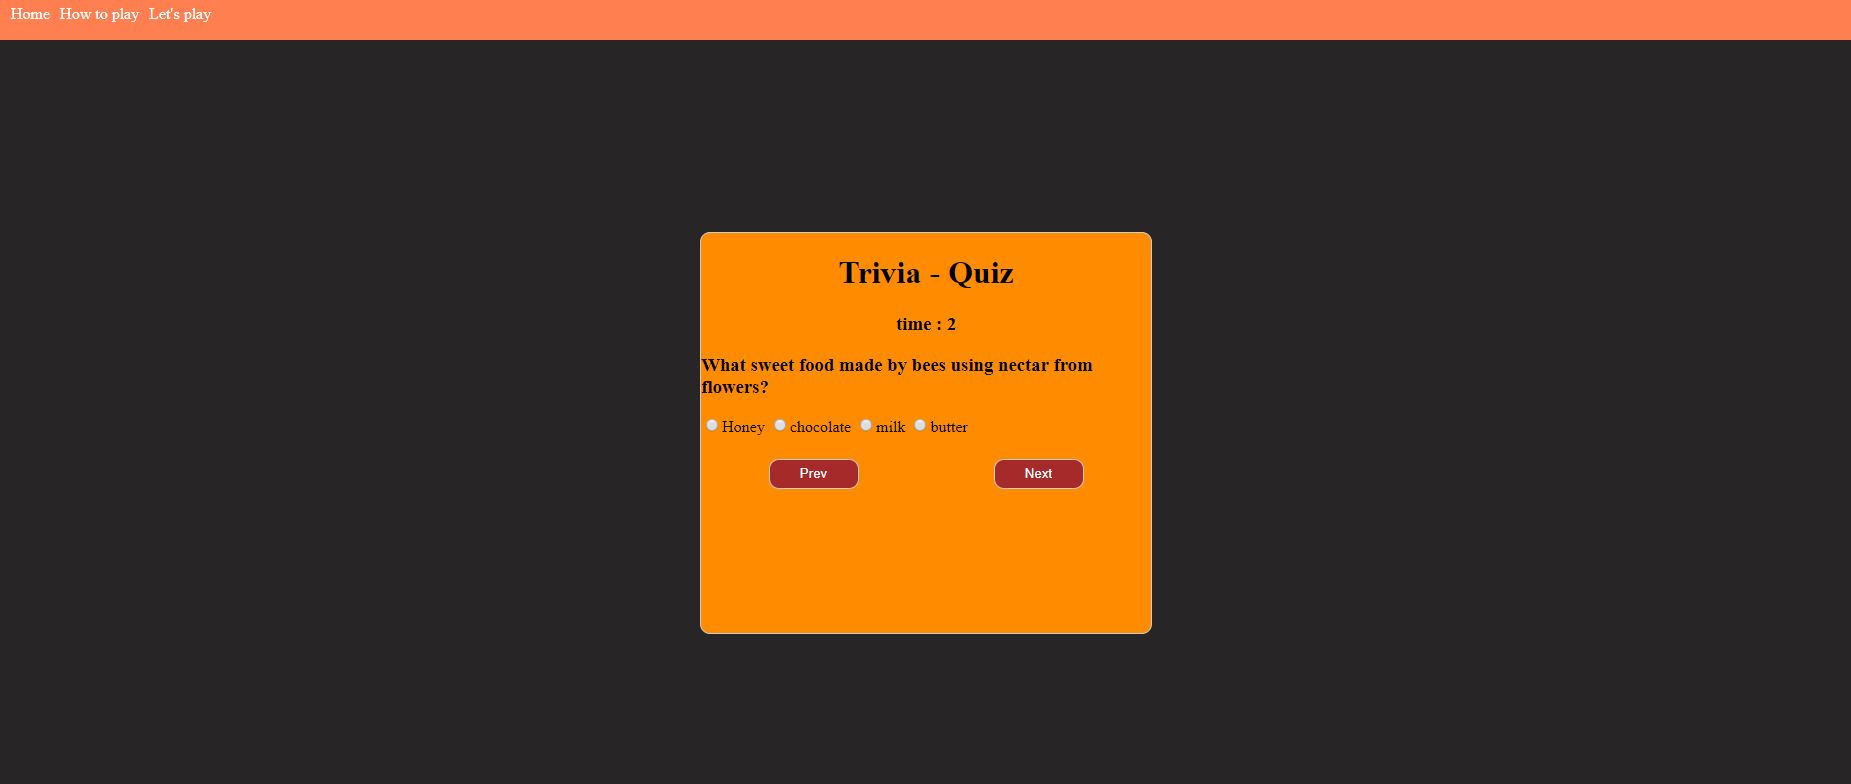 Home How to play Let's play
Trivia - Quiz
time : 2
What sweet food made by bees using nectar from
flowers?
Honey chocolate milk butter
Prev Next